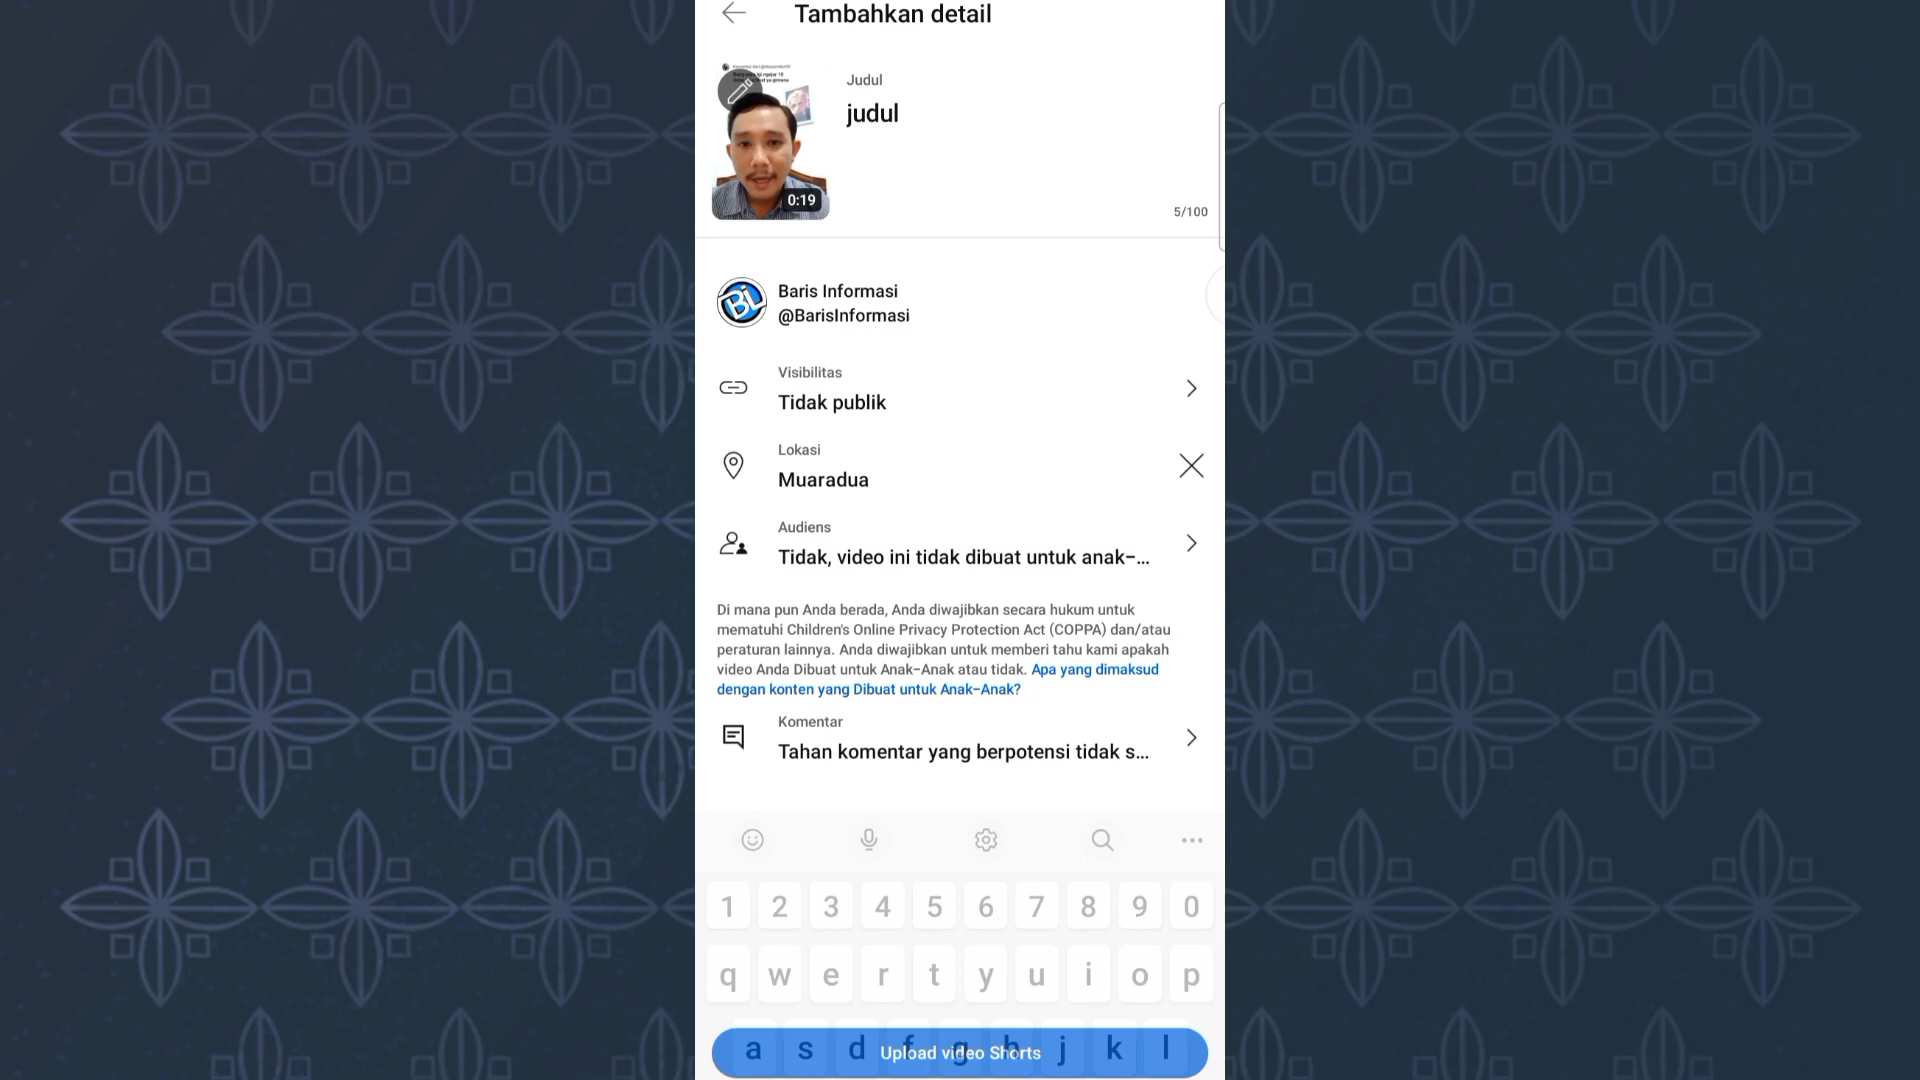 Tambahkan detail
Judul
judul
0:19
5/100
Baris Informasi
@BarisInformasi
Visibilitas
Tidak publik
Lokasi
Muaradua
Audiens
Tidak, video ini tidak dibuat untuk anak-...
Di mana pun Anda berada, Anda diwajibkan secara hukum untuk
mematuhi Children's Online Privacy Protection Act (COPPA) dan/atau
peraturan lainnya. Anda diwajibkan untuk memberi tahu kami apakah
video Anda Dibuat untuk Anak-Anak atau tidak. Apa yang dimaksud
dengan konten yang Dibuat untuk Anak-Anak?
Komentar
Tahan komentar yang berpotensi tidak s...
1 2 3 4 5 6 7 8 9 0
q w e r t y u i o p
a s d f g h j k l
Upload video Shorts